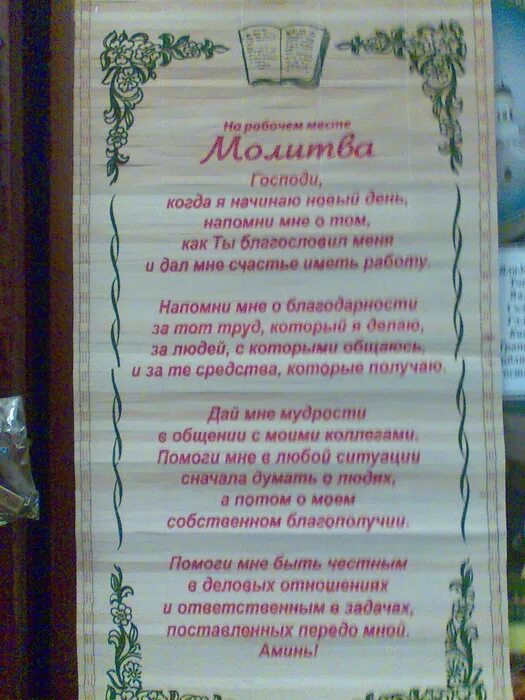 На рабочем месте
Молитва
Господи,
когда я начинаю новый день,
напомни мне о том,
как Ты благословил меня
и дал мне счастье иметь работу.
Напомни мне о благодарности
за тот труд, который я делаю,
за людей, с которыми общаюсь,
и за те средства, которые получаю.
Дай мне мудрости
в общении с моими коллегами.
Помоги мне в любой ситуации
сначала думать о людях,
а потом о моем
собственном благополучии.
Помоги мне быть честным
в деловых отношениях
и ответственным в задачах,
поставленных передо мной.
Аминь!